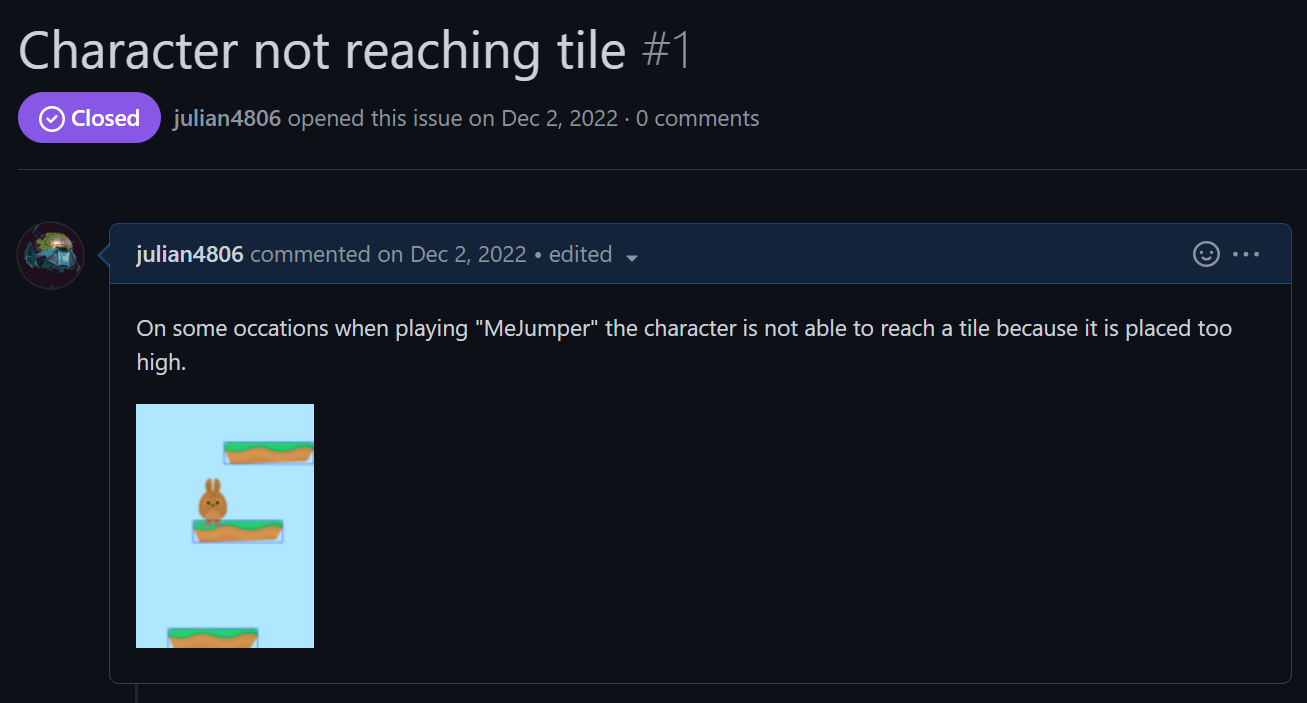 Character not reaching tile #1
Closed julian4806 opened this issue on Dec 2, 2022 · 0 comments
julian4806 commented on Dec 2, 2022 • edited
On some occations when playing "MeJumper" the character is not able to reach a tile because it is placed too
high.